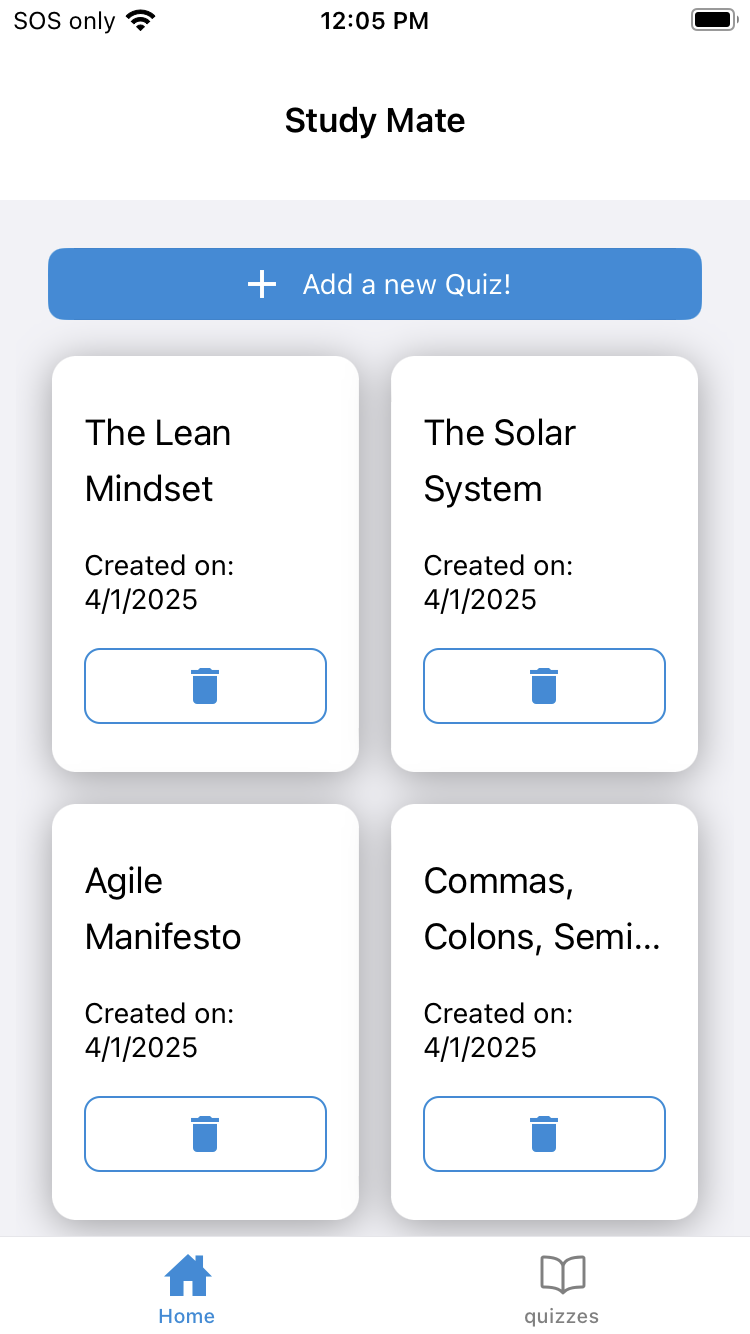 SOS only
12:05 PM
Study Mate
Add a new Quiz!
The Lean
Mindset
Created on:
4/1/2025
The Solar
System
Created on:
4/1/2025
Agile
Manifesto
Created on:
4/1/2025
Commas,
Colons, Semi...
Created on:
4/1/2025
Home
quizzes